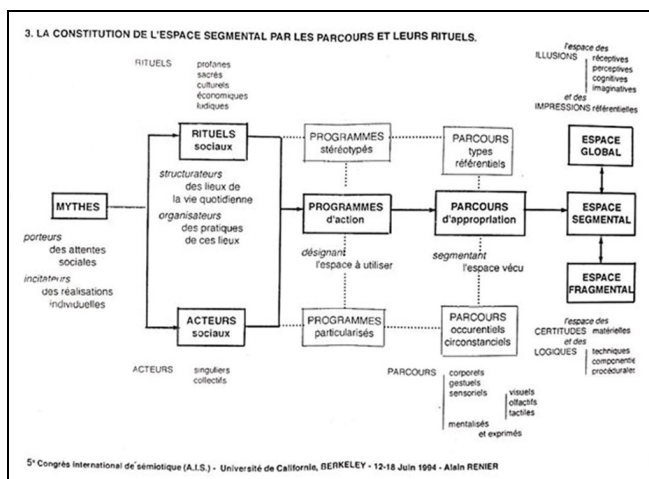 3. LA CONSTITUTION DE L'ESPACE SEGMENTAL PAR LES PARCOURS ET LEURS RITUELS.
RITUELS
profanes
sacrés
culturels
économiques
ludiques
l'espace des
ILLUSIONS
réceptives
perceptives
cognitives
imaginatives
et des
IMPRESSIONS référentielles
RITUELS
sociaux
PROGRAMMES
stéréotypés
PARCOURS
types
référentiels
ESPACE
GLOBAL
structurateurs
des lieux de
la vie quotidienne
organisateurs
des pratiques
de ces lieux
MYTHES
PROGRAMMES
d'action
PARCOURS
d'appropriation
ESPACE
SEGMENTAL
porteurs
des attentes
sociales
incitateurs
des réalisations
individuelles
désignant
l'espace à utiliser
segmentant
l'espace vécu
ESPACE
FRAGMENTAL
ACTEURS
sociaux
PROGRAMMES
particularisés
PARCOURS
occurentiels
circonstanciels
l'espace des
CERTITUDES matérielles
et des
LOGIQUES
techniques
componentie
procédurales
ACTEURS
singuliers
collectifs
PARCOURS
corporels
gestuels
sensoriels
visuels
olfactifs
tactiles
mentalisés
et exprimés
5° Congrès international de sémiotique (A.I.S.) - Université de Californie, BERKELEY - 12-18 Juin 1994 - Alain RENIER